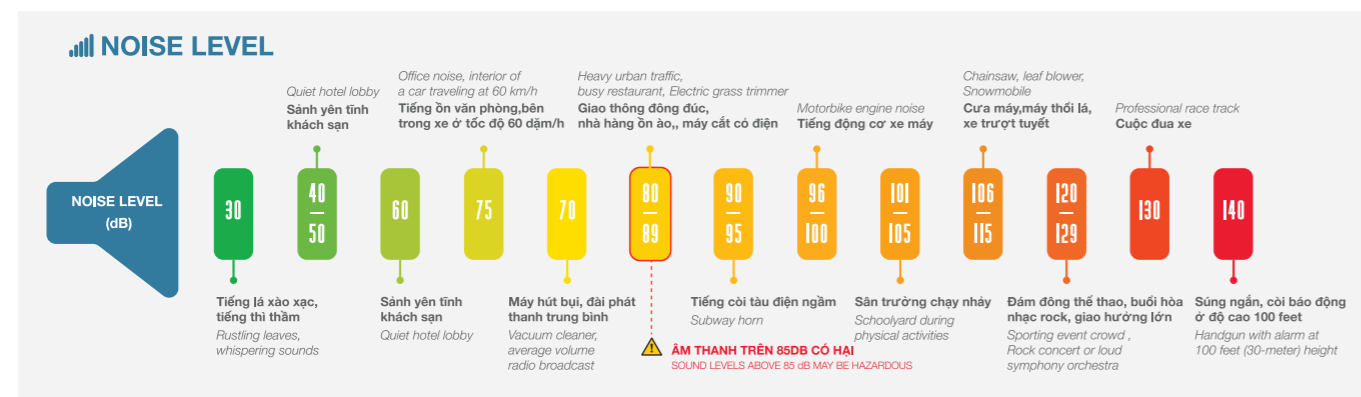 NOISE LEVEL
Quiet hotel lobby
Sảnh yên tĩnh
khách sạn
Office noise, interior of
a car traveling at 60 km/h
Tiếng ồn văn phòng,bên
trong xe ở tốc độ 60 dặm/h
Heavy urban traffic,
busy restaurant, Electric grass trimmer
Giao thông đông đúc,
nhà hàng ồn ào,, máy cắt cỏ điện
Motorbike engine noise
Tiếng động cơ xe máy
Chainsaw, leaf blower,
Snowmobile
Cưa máy,máy thổi lá,
xe trượt tuyết
Professional race track
Cuộc đua xe
NOISE LEVEL
(dB)
30
40
50
60
75
70
80
89
90
95
96
100
101
105
106
115
120
129
130
140
Tiếng lá xào xạc,
tiếng thì thầm
Rustling leaves,
whispering sounds
Sảnh yên tĩnh
khách sạn
Quiet hotel lobby
Máy hút bụi, đài phát
thanh trung bình
Vacuum cleaner,
average volume
radio broadcast
Tiếng còi tàu điện ngầm
Subway horn
Sân trường chạy nhảy
Schoolyard during
physical activities
Đám đông thể thao, buổi hòa
nhạc rock, giao hưởng lớn
Sporting event crowd ,
Rock concert or loud
symphony orchestra
Súng ngắn, còi báo động
ở độ cao 100 feet
Handgun with alarm at
100 feet (30-meter) height
ÂM THANH TRÊN 85DB CÓ HẠI
SOUND LEVELS ABOVE 85 dB MAY BE HAZARDOUS